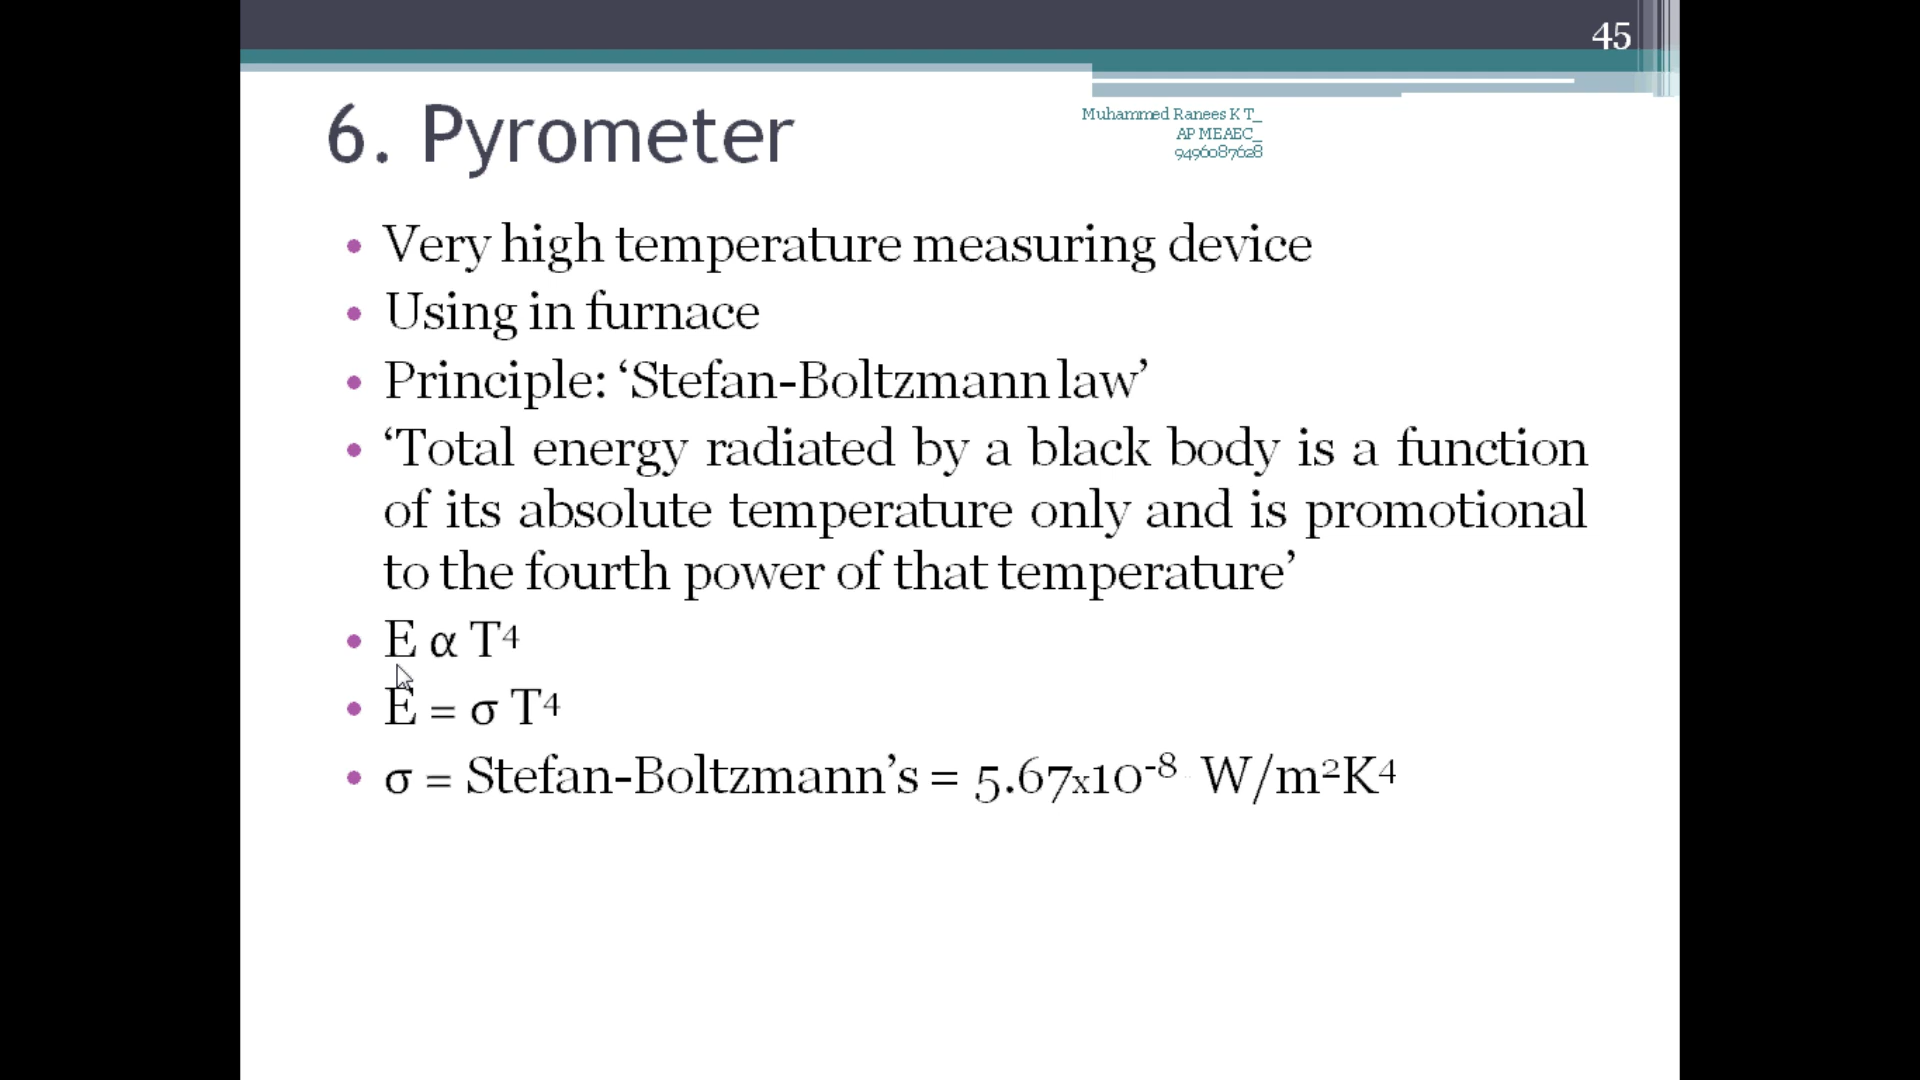 45
6. Pyrometer
Muhammed Ranees K T_
AP MEAEC_
9496087628
• Very high temperature measuring device
• Using in furnace
• Principle: ‘Stefan-Boltzmann law’
• ‘Total energy radiated by a black body is a function
of its absolute temperature only and is promotional
to the fourth power of that temperature’
• E α T⁴
• E = σ T⁴
• σ = Stefan-Boltzmann’s = 5.67x10⁻⁸ W/m²K⁴